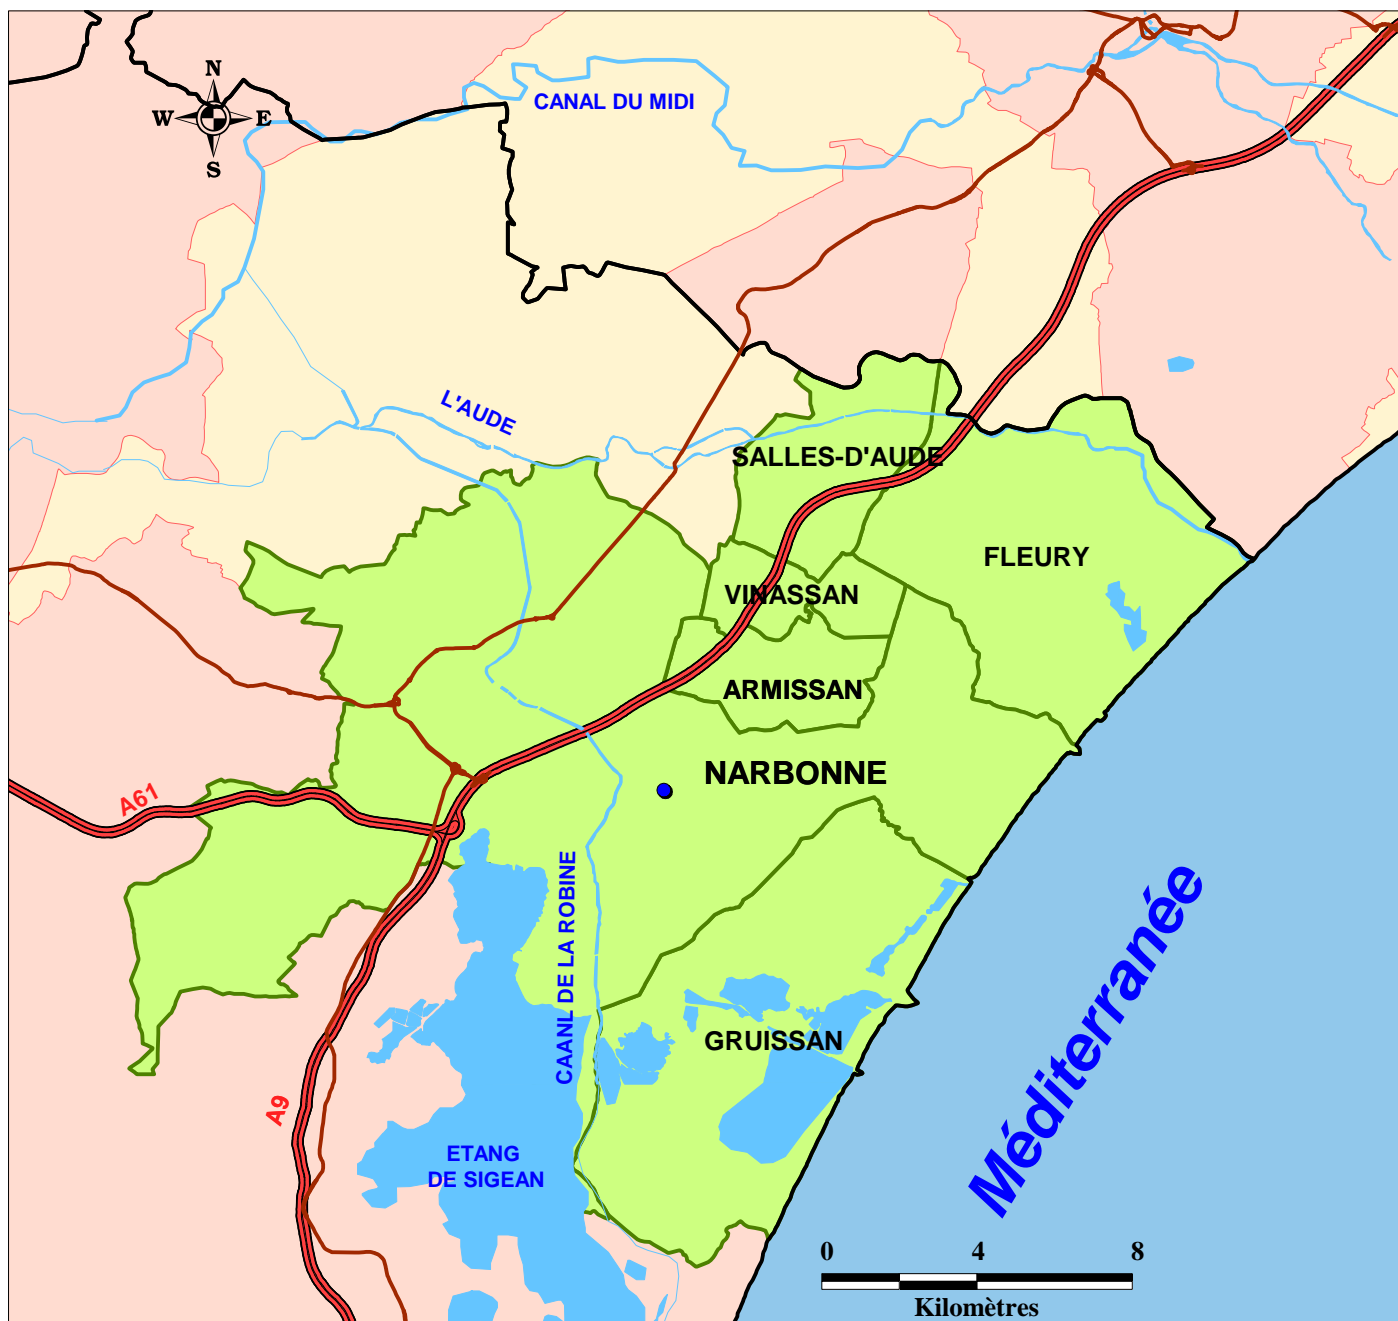 N
W E
S
CANAL DU MIDI
L'AUDE
SALLES-D'AUDE
FLEURY
VINASSAN
ARMISSAN
NARBONNE
A61
CAANL DE LA ROBINE
Méditerranée
GRUISSAN
A9
ETANG
DE SIGEAN
0 4 8
Kilomètres